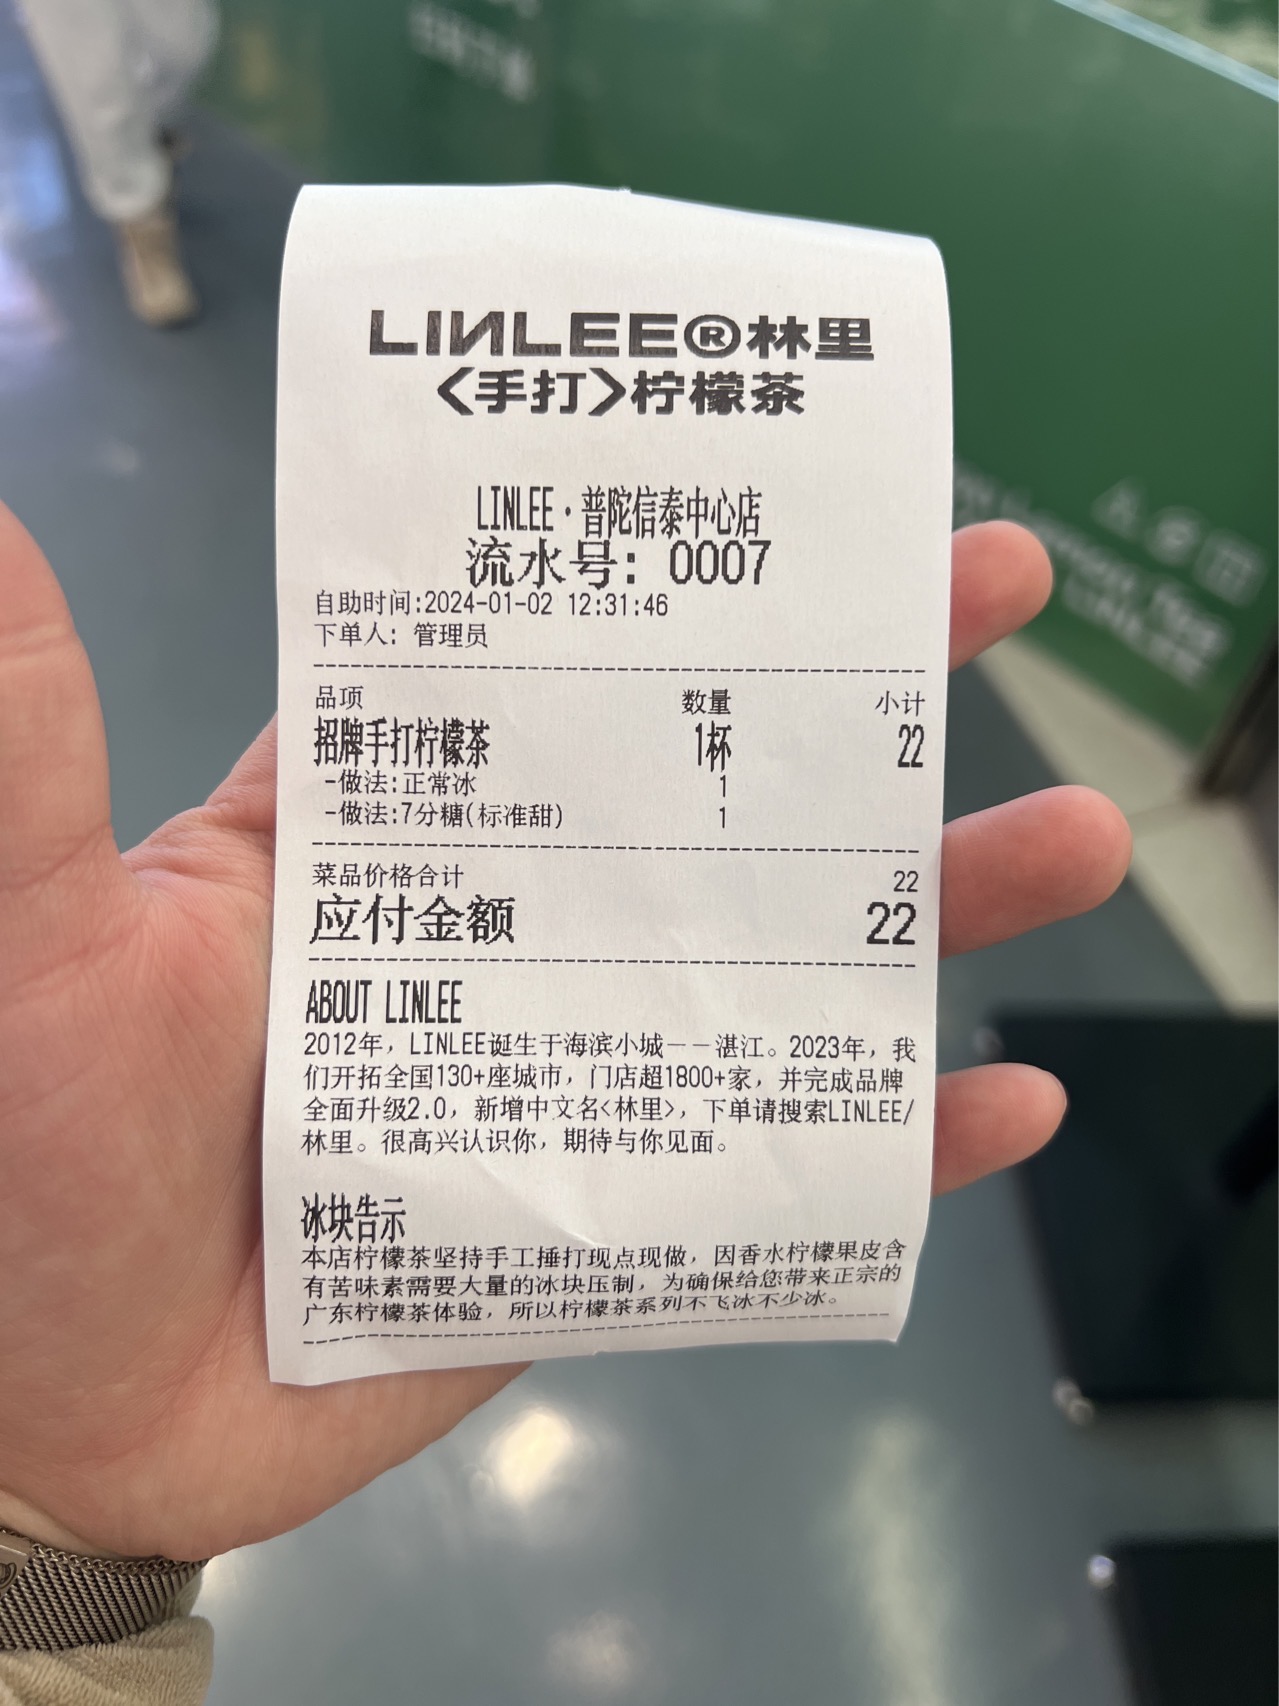 LINLEE®林里
<手打>柠檬茶
LINLEE·普陀信泰中心店
流水号：0007
自助时间:2024-01-02 12:31:46
下单人：管理员
品项 数量 小计
招牌手打柠檬茶 1杯 22
-做法:正常冰 1
-做法:7分糖(标准甜) 1
菜品价格合计 22
应付金额 22
ABOUT LINLEE
2012年，LINLEE诞生于海滨小城——湛江。2023年，我
们开拓全国130+座城市，门店超1800+家，并完成品牌
全面升级2.0，新增中文名<林里>，下单请搜索LINLEE/
林里。很高兴认识你，期待与你见面。
冰块告示
本店柠檬茶坚持手工捶打现点现做，因香水柠檬果皮含
有苦味素需要大量的冰块压制，为确保给您带来正宗的
广东柠檬茶体验，所以柠檬茶系列不飞冰不少冰。